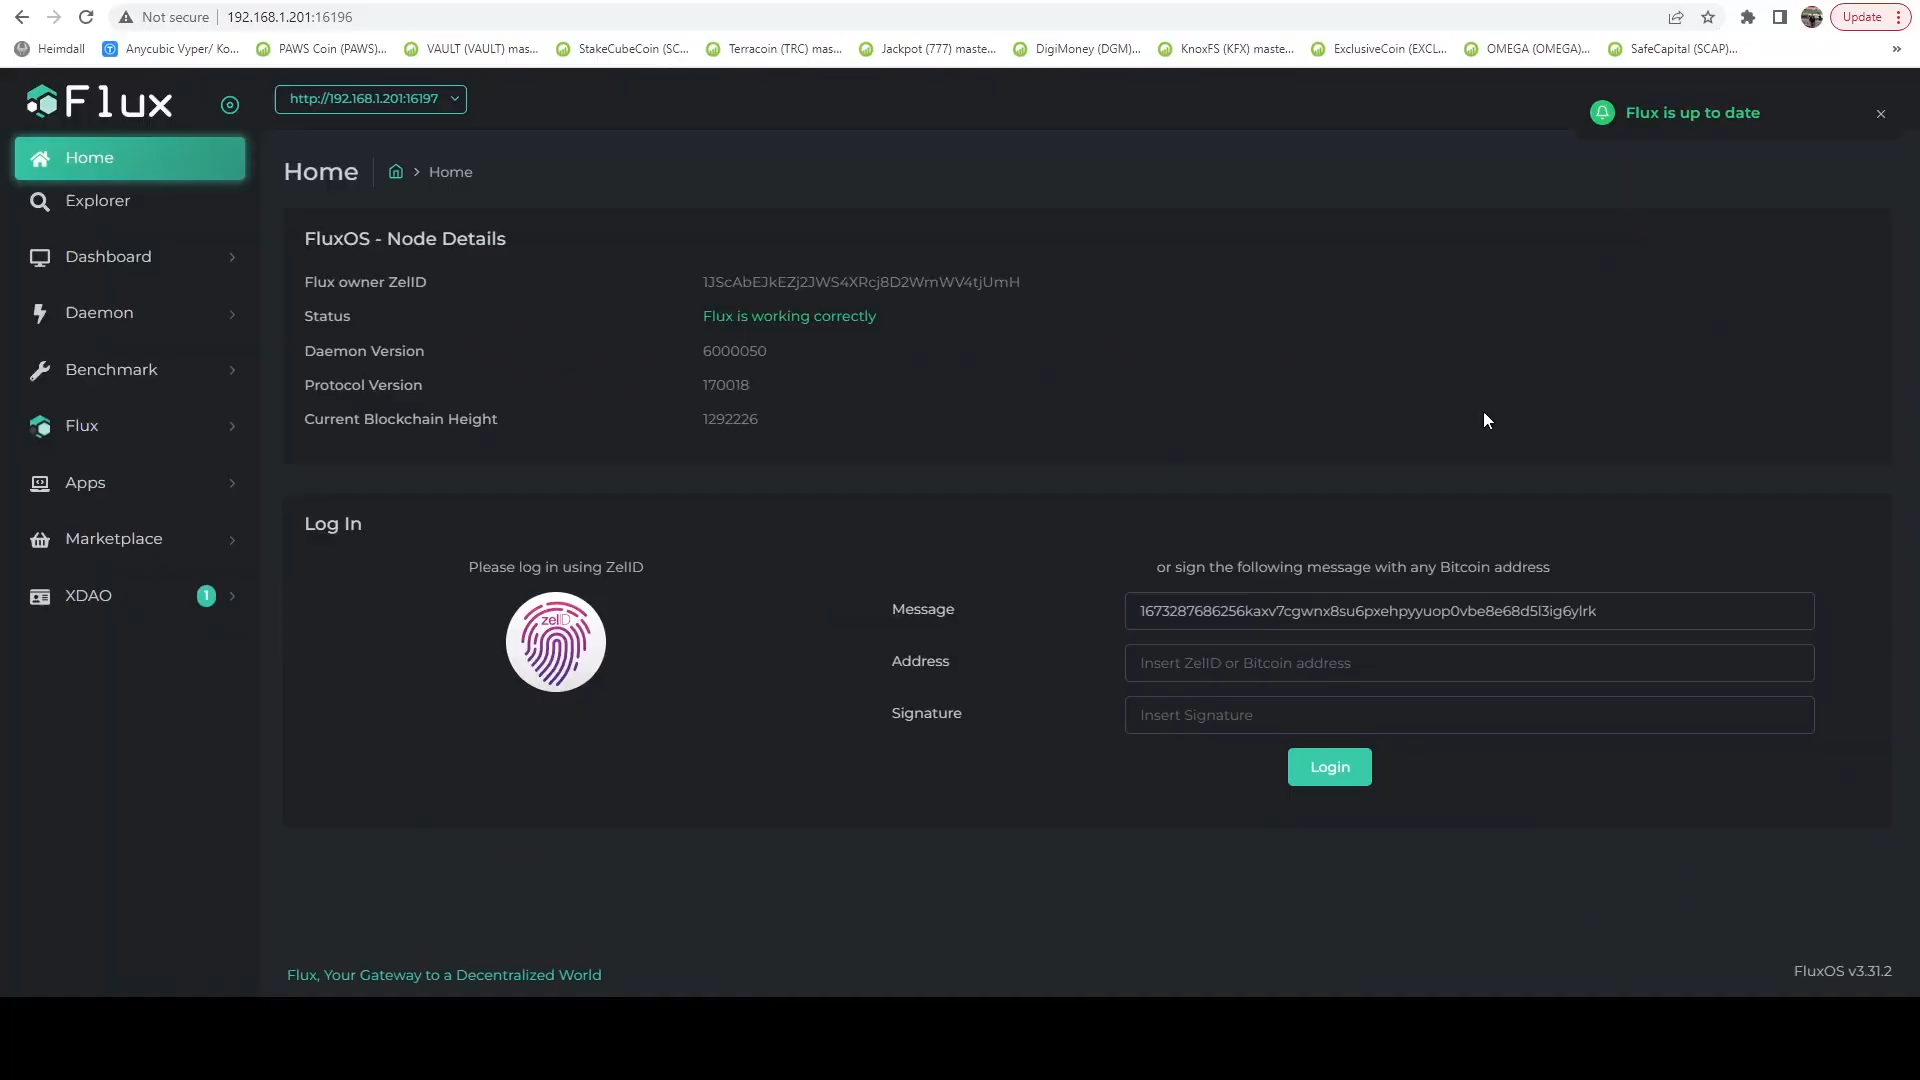 Not secure | 192.168.1.201:16196
Update
Heimdall
Anycubic Vyper/ Ko...
PAWS Coin (PAWS)...
VAULT (VAULT) mas...
StakeCubeCoin (SC...
Terracoin (TRC) mas...
Jackpot (777) maste...
DigiMoney (DGM)...
KnoxFS (KFX) maste...
ExclusiveCoin (EXCL...
OMEGA (OMEGA)...
SafeCapital (SCAP)...
Flux
http://192.168.1.201:16197
Flux is up to date
Home
Explorer
Dashboard
Daemon
Benchmark
Flux
Apps
Marketplace
XDAO 1
Home
Home
FluxOS - Node Details
Flux owner ZelID 1JScAbEJkEZj2JWS4XRcj8D2WmWV4tjUmH
Status Flux is working correctly
Daemon Version 6000050
Protocol Version 170018
Current Blockchain Height 1292226
Log In
Please log in using ZelID
zelID
or sign the following message with any Bitcoin address
Message 1673287686256kaxv7cgwnx8su6pxehpyyuop0vbe8e68d5l3ig6ylrk
Address Insert ZelID or Bitcoin address
Signature Insert Signature
Login
Flux, Your Gateway to a Decentralized World
FluxOS v3.31.2